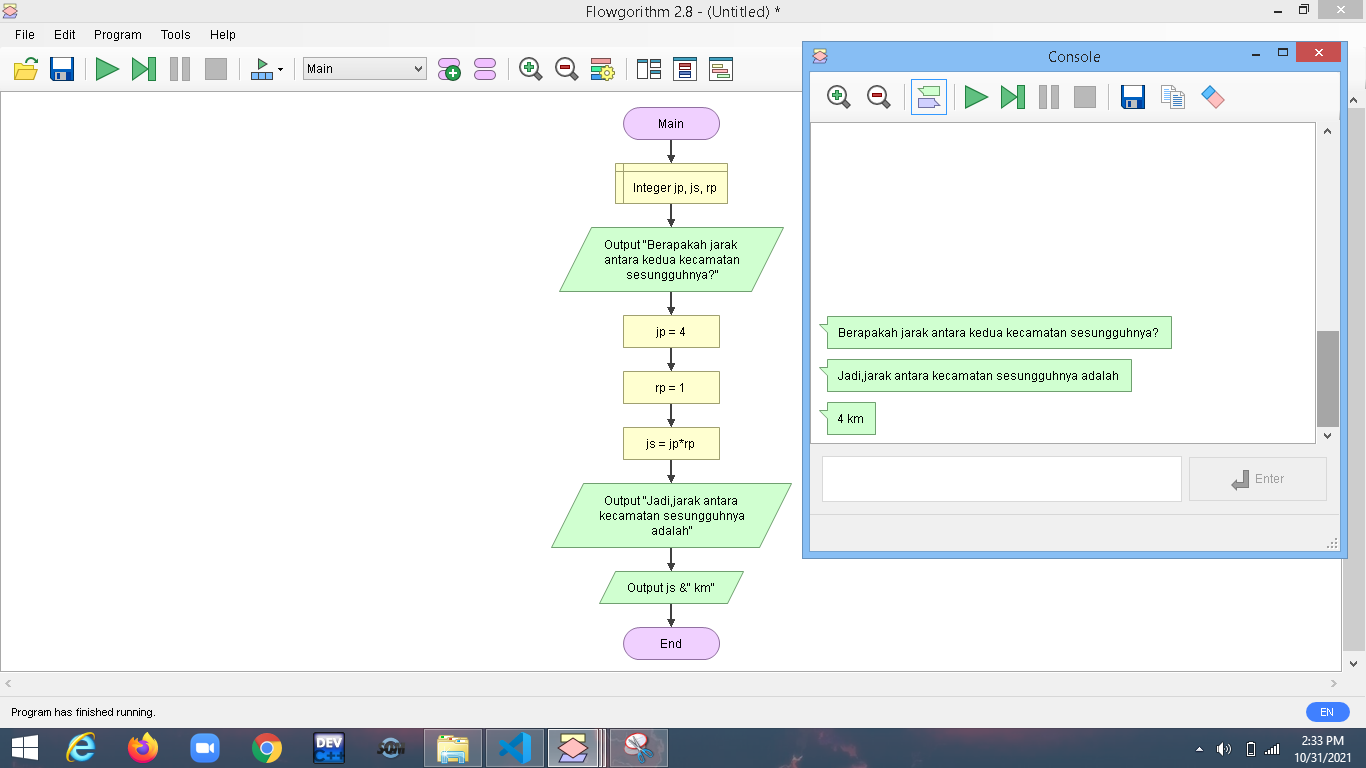 Flowgorithm 2.8 - (Untitled) *
File Edit Program Tools Help
Main
Main
Integer jp, js, rp
Output "Berapakah jarak
antara kedua kecamatan
sesungguhnya?"
jp = 4
rp = 1
js = jp*rp
Output "Jadi,jarak antara
kecamatan sesungguhnya
adalah"
Output js &" km"
End
Console
Berapakah jarak antara kedua kecamatan sesungguhnya?
Jadi,jarak antara kecamatan sesungguhnya adalah
4 km
Enter
Program has finished running.
EN
DEV
C++
2:33 PM
10/31/2021